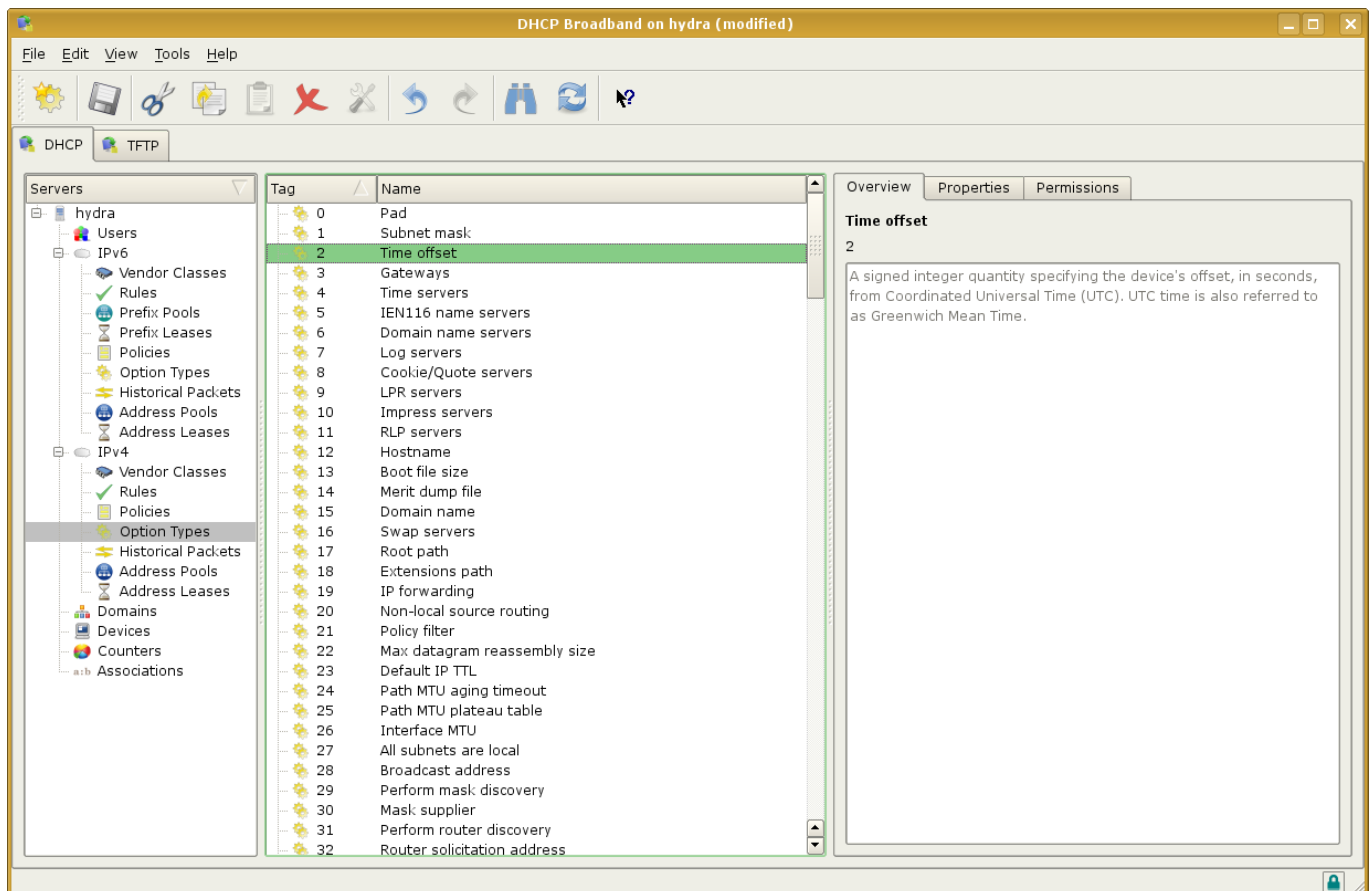 DHCP Broadband on hydra (modified)
File Edit View Tools Help
DHCP TFTP
Servers
hydra
Users
IPv6
Vendor Classes
Rules
Prefix Pools
Prefix Leases
Policies
Option Types
Historical Packets
Address Pools
Address Leases
IPv4
Vendor Classes
Rules
Policies
Option Types
Historical Packets
Address Pools
Address Leases
Domains
Devices
Counters
a:b Associations
Tag Name
0 Pad
1 Subnet mask
2 Time offset
3 Gateways
4 Time servers
5 IEN116 name servers
6 Domain name servers
7 Log servers
8 Cookie/Quote servers
9 LPR servers
10 Impress servers
11 RLP servers
12 Hostname
13 Boot file size
14 Merit dump file
15 Domain name
16 Swap servers
17 Root path
18 Extensions path
19 IP forwarding
20 Non-local source routing
21 Policy filter
22 Max datagram reassembly size
23 Default IP TTL
24 Path MTU aging timeout
25 Path MTU plateau table
26 Interface MTU
27 All subnets are local
28 Broadcast address
29 Perform mask discovery
30 Mask supplier
31 Perform router discovery
32 Router solicitation address
Overview Properties Permissions
Time offset
2
A signed integer quantity specifying the device's offset, in seconds,
from Coordinated Universal Time (UTC). UTC time is also referred to
as Greenwich Mean Time.